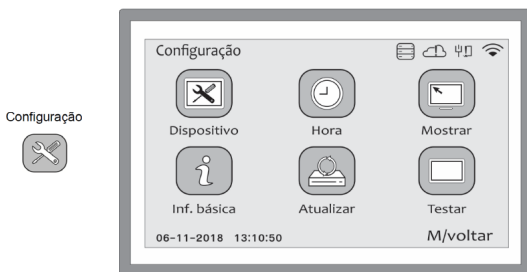 Configuração
Configuração
Dispositivo
Hora
Mostrar
Inf. básica
Atualizar
Testar
06-11-2018 13:10:50
M/voltar